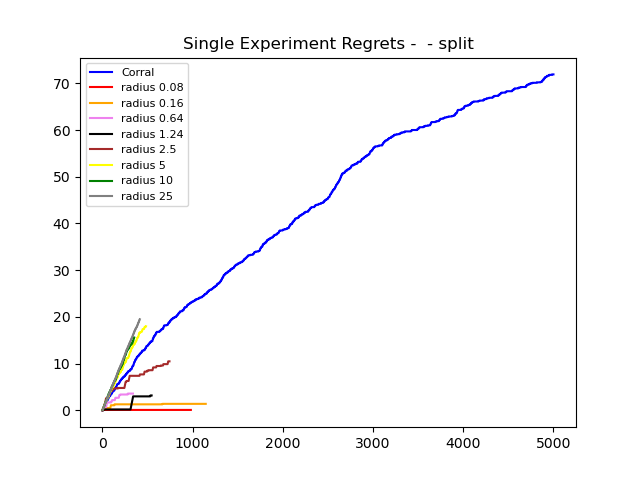 Single Experiment Regrets -  - split
Corral
radius 0.08
radius 0.16
radius 0.64
radius 1.24
radius 2.5
radius 5
radius 10
radius 25
70
60
50
40
30
20
10
0
0 1000 2000 3000 4000 5000